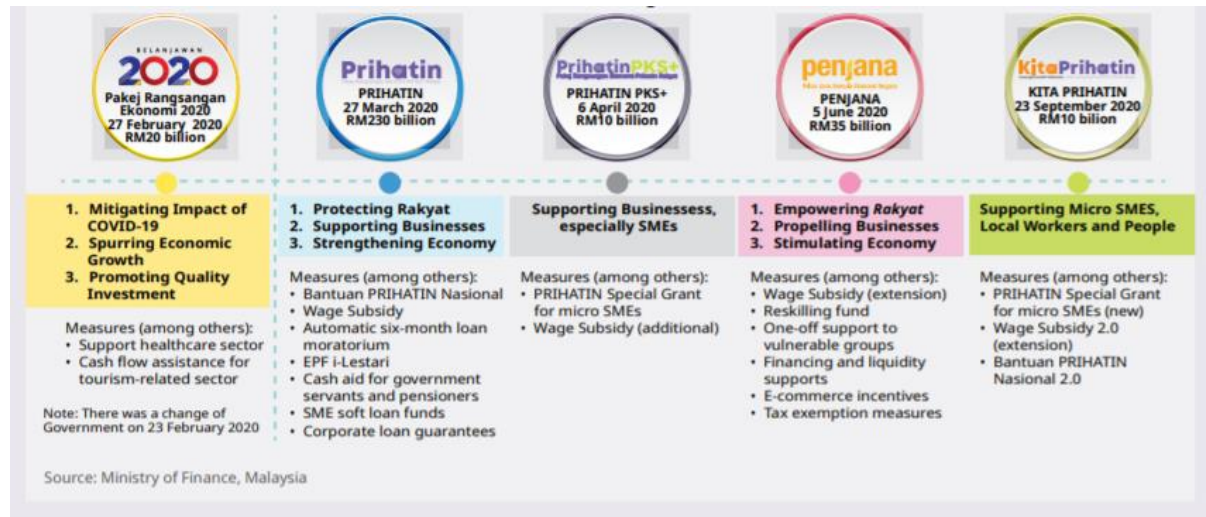 BELANJAWAN
2020
Pakej Rangsangan
Ekonomi 2020
27 February 2020
RM20 billion
Prihatin
PRIHATIN
27 March 2020
RM230 billion
PrihatinPKS+
PRIHATIN PKS+
6 April 2020
RM10 billion
penjana
PENJANA
5 June 2020
RM35 billion
KitaPrihatin
KITA PRIHATIN
23 September 2020
RM10 bilion
1. Mitigating Impact of
COVID-19
2. Spurring Economic
Growth
3. Promoting Quality
Investment
Measures (among others):
• Support healthcare sector
• Cash flow assistance for
tourism-related sector
Note: There was a change of
Government on 23 February 2020
1. Protecting Rakyat
2. Supporting Businesses
3. Strengthening Economy
Measures (among others):
• Bantuan PRIHATIN Nasional
• Wage Subsidy
• Automatic six-month loan
moratorium
• EPF i-Lestari
• Cash aid for government
servants and pensioners
• SME soft loan funds
• Corporate loan guarantees
Supporting Businessess,
especially SMEs
Measures (among others):
• PRIHATIN Special Grant
for micro SMEs
• Wage Subsidy (additional)
1. Empowering Rakyat
2. Propelling Businesses
3. Stimulating Economy
Measures (among others):
• Wage Subsidy (extension)
• Reskilling fund
• One-off support to
vulnerable groups
• Financing and liquidity
supports
• E-commerce incentives
• Tax exemption measures
Supporting Micro SMEs,
Local Workers and People
Measures (among others):
• PRIHATIN Special Grant
for micro SMEs (new)
• Wage Subsidy 2.0
(extension)
• Bantuan PRIHATIN
Nasional 2.0
Source: Ministry of Finance, Malaysia